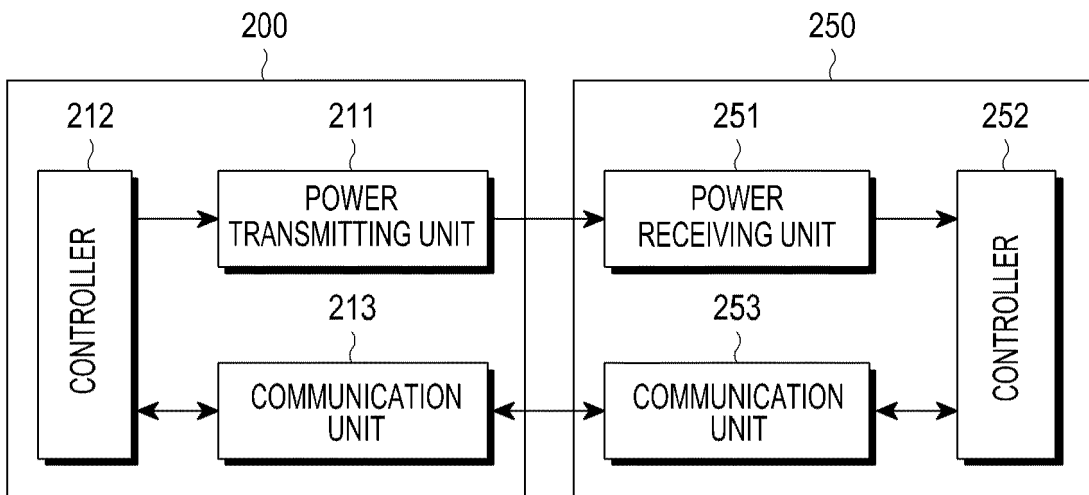 200
250
212
211
251
252
CONTROLLER
POWER
TRANSMITTING UNIT
POWER
RECEIVING UNIT
CONTROLLER
213
253
COMMUNICATION
UNIT
COMMUNICATION
UNIT